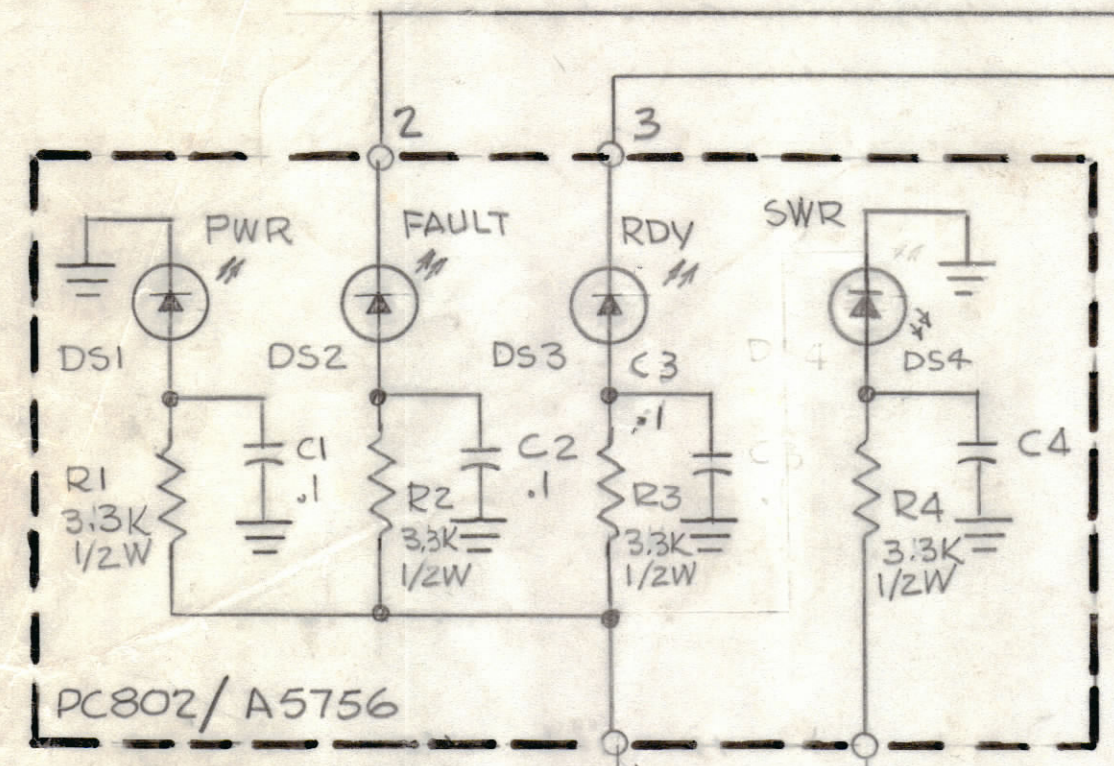 2
3
PWR
FAULT
RDY
SWR
DS1
DS2
DS3
C3
.1
DS4
C1
.1
C2
.1
C4
R1
3.3K
1/2W
R2
3.3K
1/2W
R3
3.3K
1/2W
R4
3.3K
1/2W
PC802/A5756